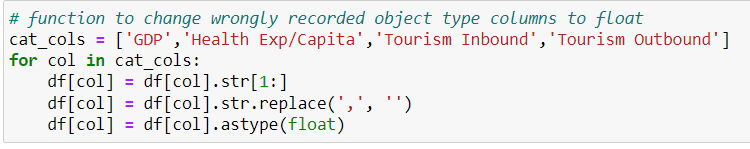 # function to change wrongly recorded object type columns to float
cat_cols = ['GDP','Health Exp/Capita','Tourism Inbound','Tourism Outbound']
for col in cat_cols:
    df[col] = df[col].str[1:]
    df[col] = df[col].str.replace(',', '')
    df[col] = df[col].astype(float)